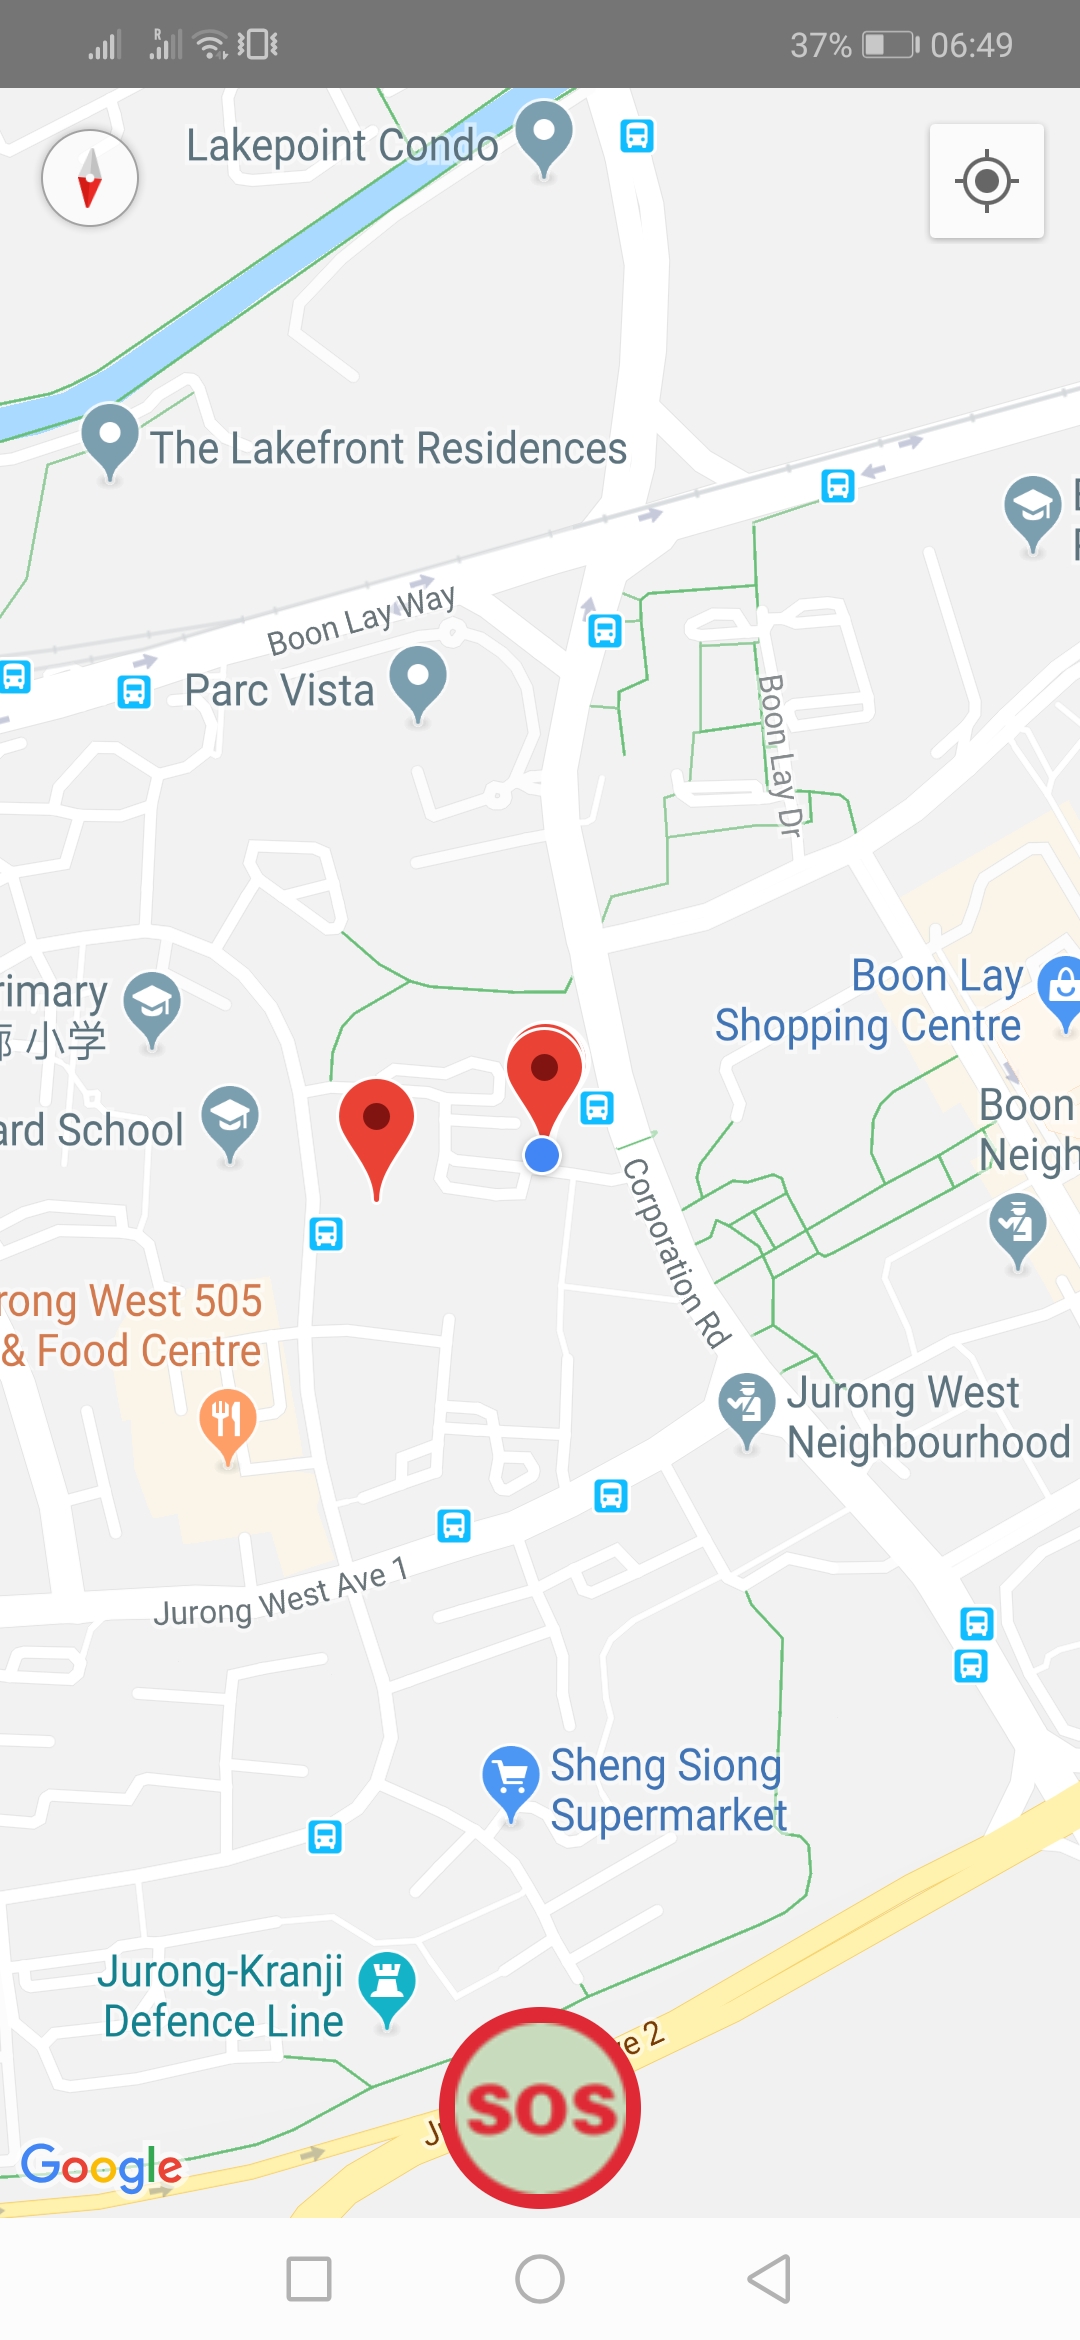 R
37%
06:49
Lakepoint Condo
The Lakefront Residences
Boon Lay Way
Parc Vista
Boon Lay Dr
rimary
小学
ard School
Boon Lay
Shopping Centre
Boon
Neigh
Corporation Rd
rong West 505
& Food Centre
Jurong West
Neighbourhood
Jurong West Ave 1
Sheng Siong
Supermarket
Jurong-Kranji
Defence Line
e 2
SOS
Google